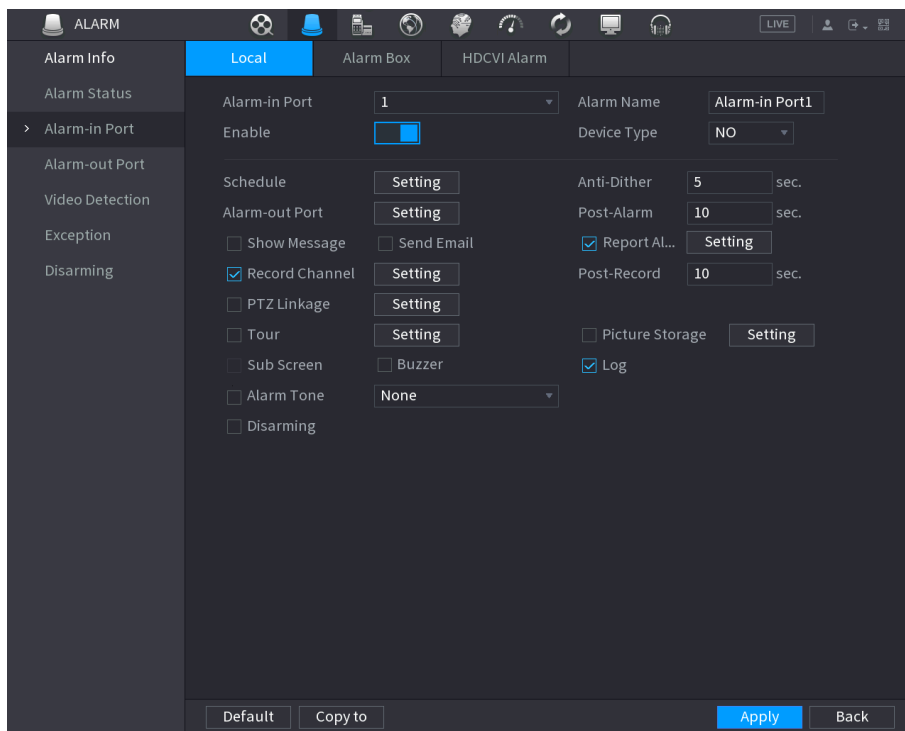 ALARM
LIVE
Alarm Info
Alarm Status
Alarm-in Port
Alarm-out Port
Video Detection
Exception
Disarming
Local Alarm Box HDCVI Alarm
Alarm-in Port 1 Alarm Name Alarm-in Port1
Enable Device Type NO
Schedule Setting Anti-Dither 5 sec.
Alarm-out Port Setting Post-Alarm 10 sec.
Show Message Send Email Report Al... Setting
Record Channel Setting Post-Record 10 sec.
PTZ Linkage Setting
Tour Setting Picture Storage Setting
Sub Screen Buzzer Log
Alarm Tone None
Disarming
Default Copy to Apply Back